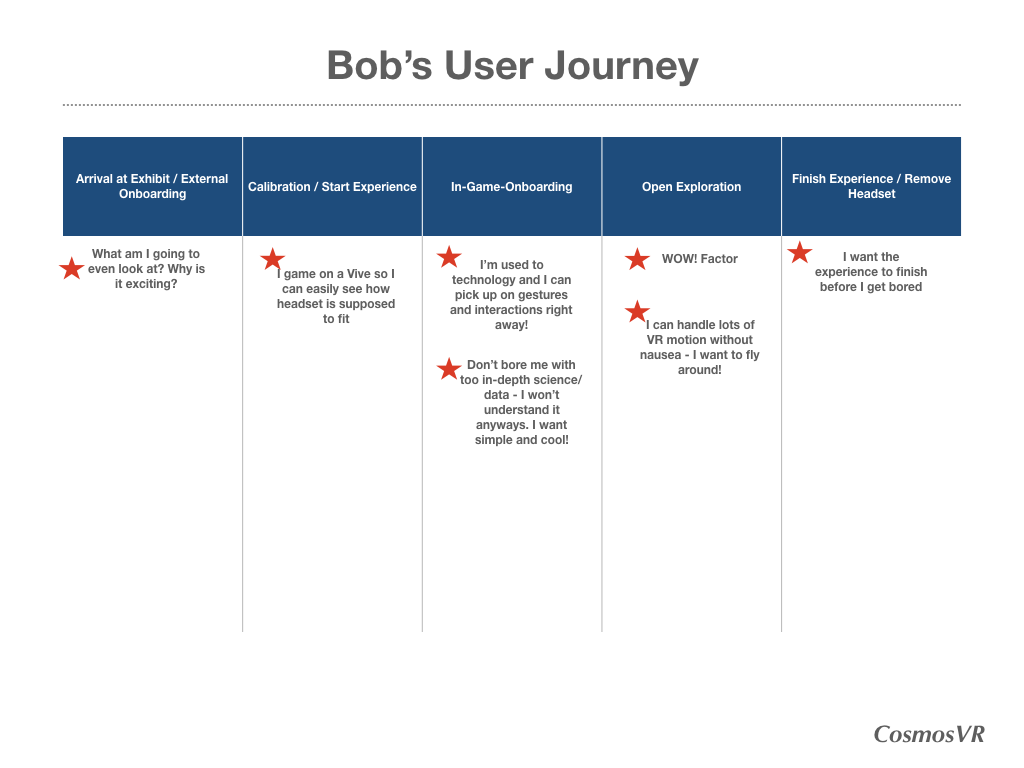 Bob’s User Journey
Arrival at Exhibit / External
Onboarding
Calibration / Start Experience
In-Game-Onboarding
Open Exploration
Finish Experience / Remove
Headset
What am I going to
even look at? Why is
it exciting?
I game on a Vive so I
can easily see how
headset is supposed
to fit
I’m used to
technology and I can
pick up on gestures
and interactions right
away!
Don’t bore me with
too in-depth science/
data - I won’t
understand it
anyways. I want
simple and cool!
WOW! Factor
I can handle lots of
VR motion without
nausea - I want to fly
around!
I want the
experience to finish
before I get bored
CosmosVR